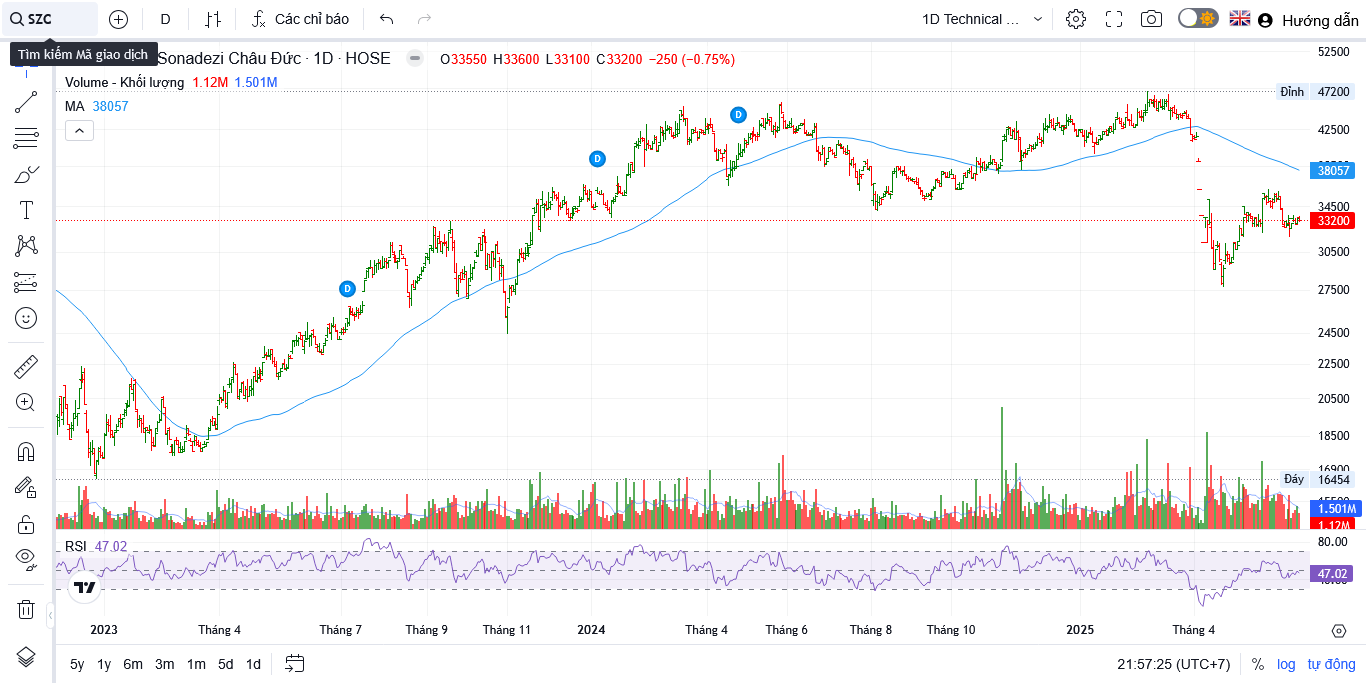 SZC
D
Các chỉ báo
1D Technical ...
Hướng dẫn
Tìm kiếm Mã giao dịch
Sonadezi Châu Đức · 1D · HOSE
O33550 H33600 L33100 C33200 −250 (−0.75%)
Volume - Khối lượng 1.12M 1.501M
MA 38057
52500
Đỉnh 47200
42500
38057
34500
33200
30500
27500
24500
22500
20500
18500
16900
Đáy 16454
1.501M
1.12M
D
D
D
RSI 47.02
80.00
47.02
2023
Tháng 4
Tháng 7
Tháng 9
Tháng 11
2024
Tháng 4
Tháng 6
Tháng 8
Tháng 10
2025
Tháng 4
5y 1y 6m 3m 1m 5d 1d
21:57:25 (UTC+7)
% log tự động